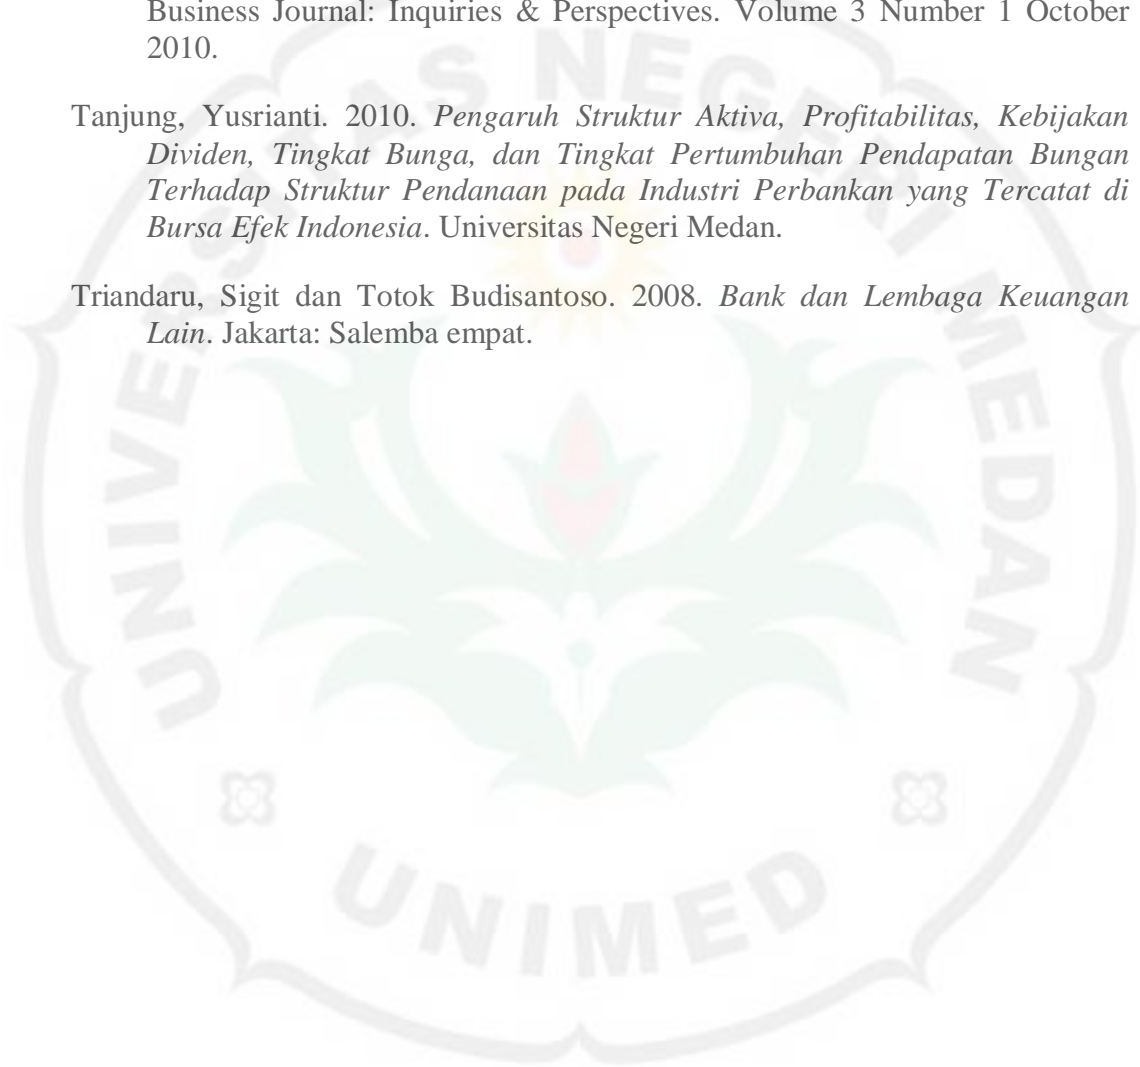 Business Journal: Inquiries & Perspectives. Volume 3 Number 1 October
2010.
Tanjung, Yusrianti. 2010. Pengaruh Struktur Aktiva, Profitabilitas, Kebijakan
Dividen, Tingkat Bunga, dan Tingkat Pertumbuhan Pendapatan Bungan
Terhadap Struktur Pendanaan pada Industri Perbankan yang Tercatat di
Bursa Efek Indonesia. Universitas Negeri Medan.
Triandaru, Sigit dan Totok Budisantoso. 2008. Bank dan Lembaga Keuangan
Lain. Jakarta: Salemba empat.
UNIVERSITAS NEGERI MEDAN
UNIMED